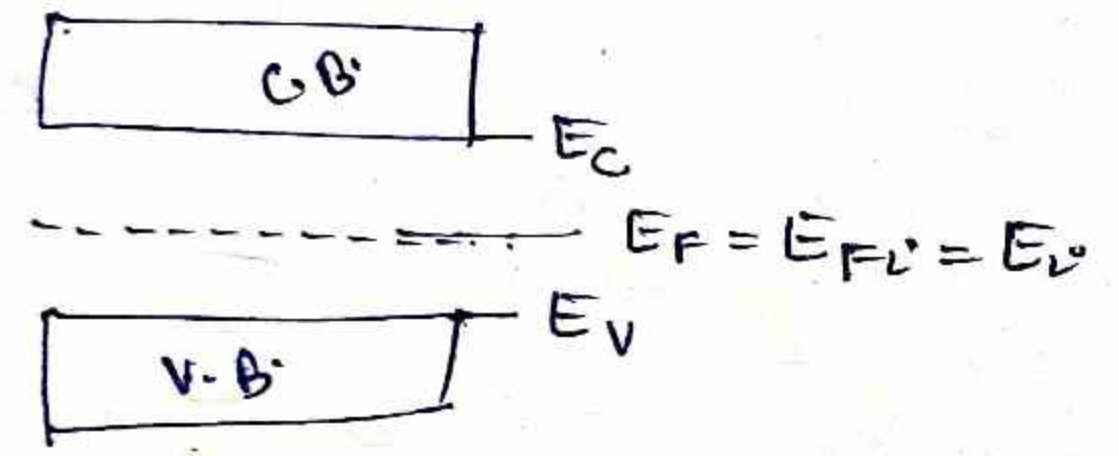 C.B.
E_C
E_F = E_Fi = E_i
E_V
V.B.